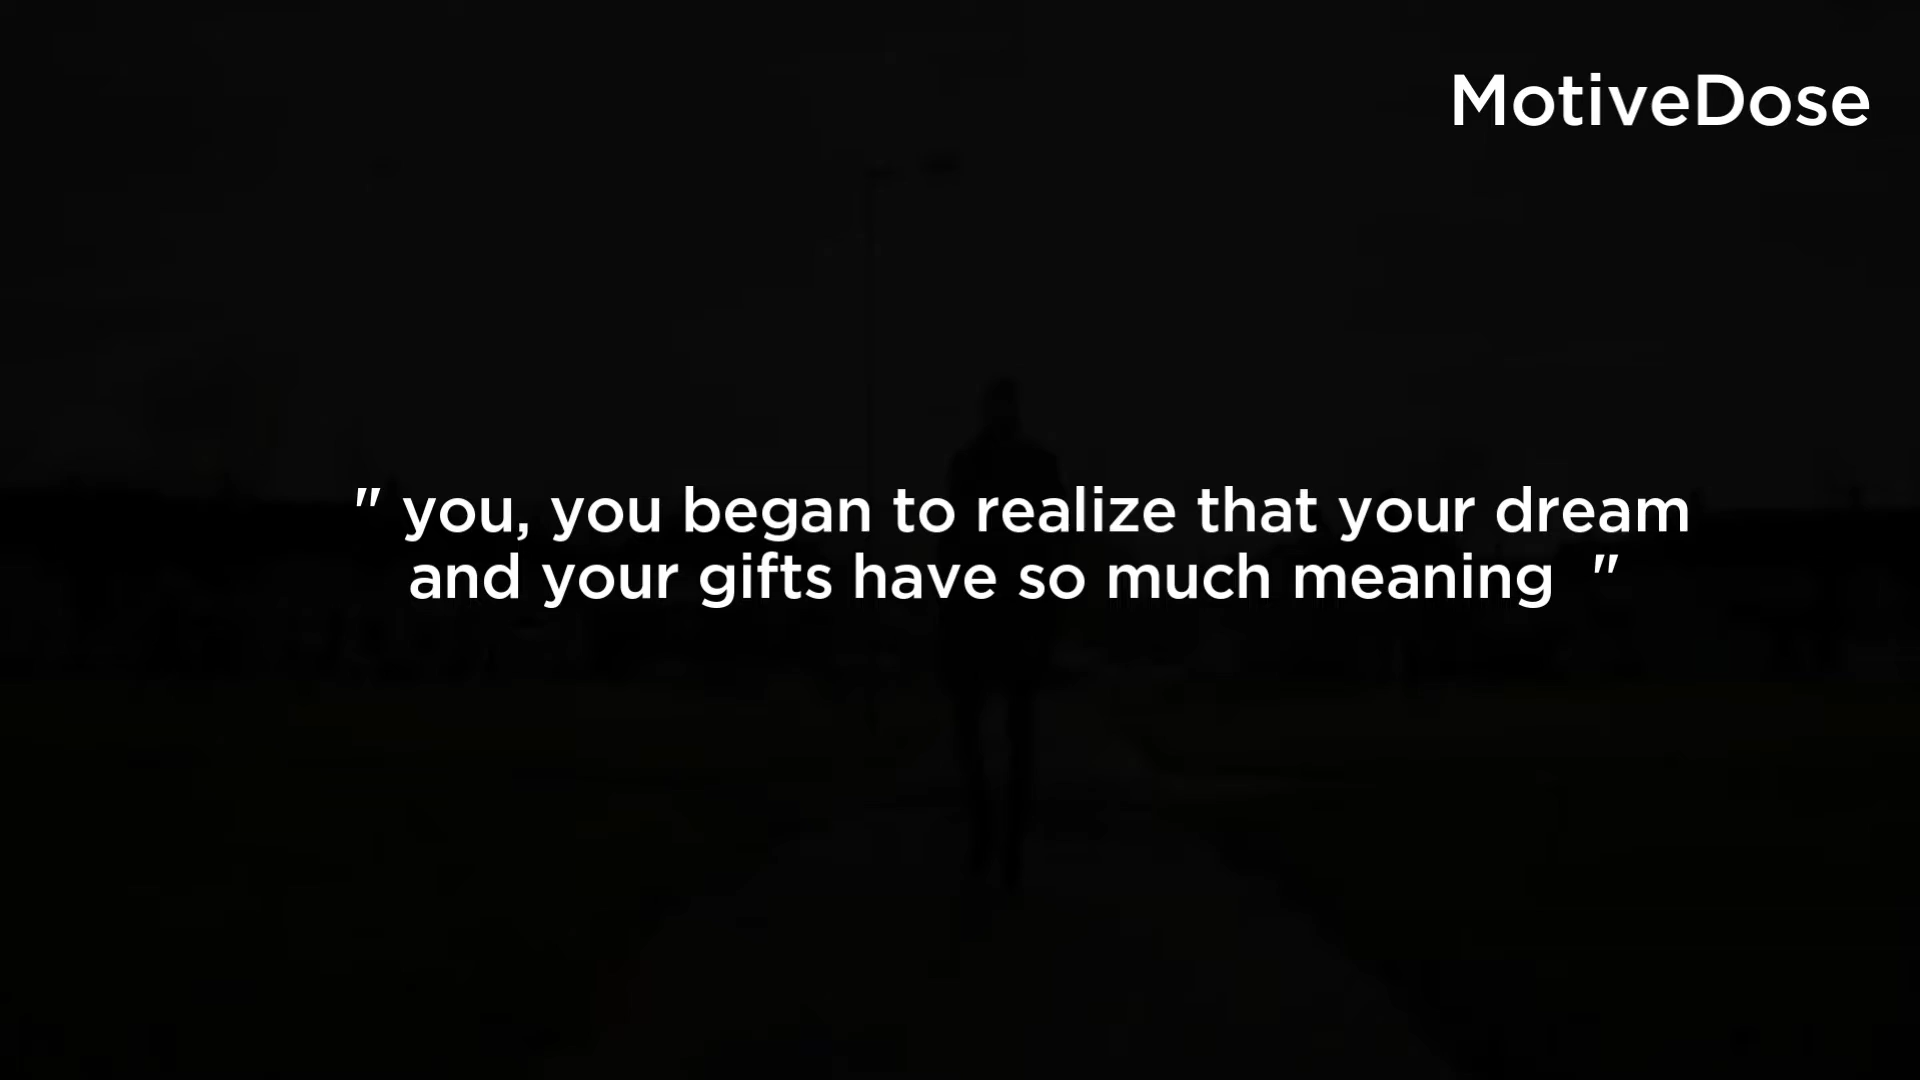 MotiveDose
" you, you began to realize that your dream
and your gifts have so much meaning  "